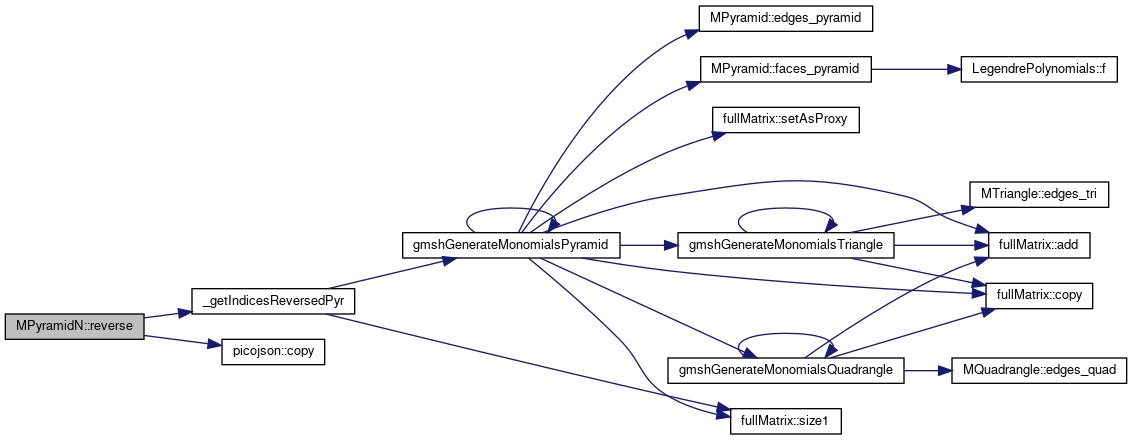 MPyramid::edges_pyramid
MPyramid::faces_pyramid
LegendrePolynomials::f
fullMatrix::setAsProxy
MTriangle::edges_tri
gmshGenerateMonomialsPyramid
gmshGenerateMonomialsTriangle
fullMatrix::add
_getIndicesReversedPyr
fullMatrix::copy
MPyramidN::reverse
picojson::copy
gmshGenerateMonomialsQuadrangle
MQuadrangle::edges_quad
fullMatrix::size1